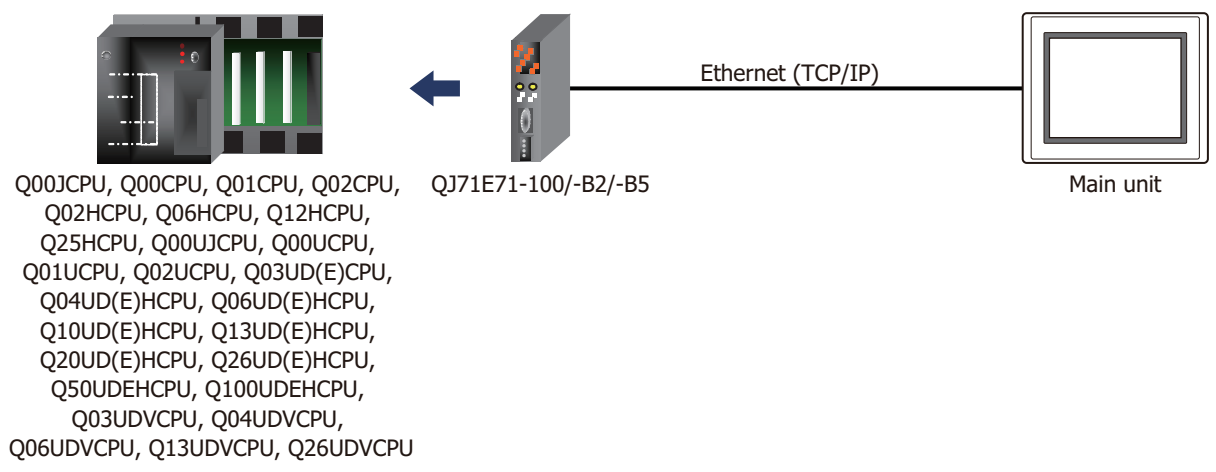 Ethernet (TCP/IP)
Q00JCPU, Q00CPU, Q01CPU, Q02CPU,
Q02HCPU, Q06HCPU, Q12HCPU,
Q25HCPU, Q00UJCPU, Q00UCPU,
Q01UCPU, Q02UCPU, Q03UD(E)CPU,
Q04UD(E)HCPU, Q06UD(E)HCPU,
Q10UD(E)HCPU, Q13UD(E)HCPU,
Q20UD(E)HCPU, Q26UD(E)HCPU,
Q50UDEHCPU, Q100UDEHCPU,
Q03UDVCPU, Q04UDVCPU,
Q06UDVCPU, Q13UDVCPU, Q26UDVCPU
QJ71E71-100/-B2/-B5
Main unit